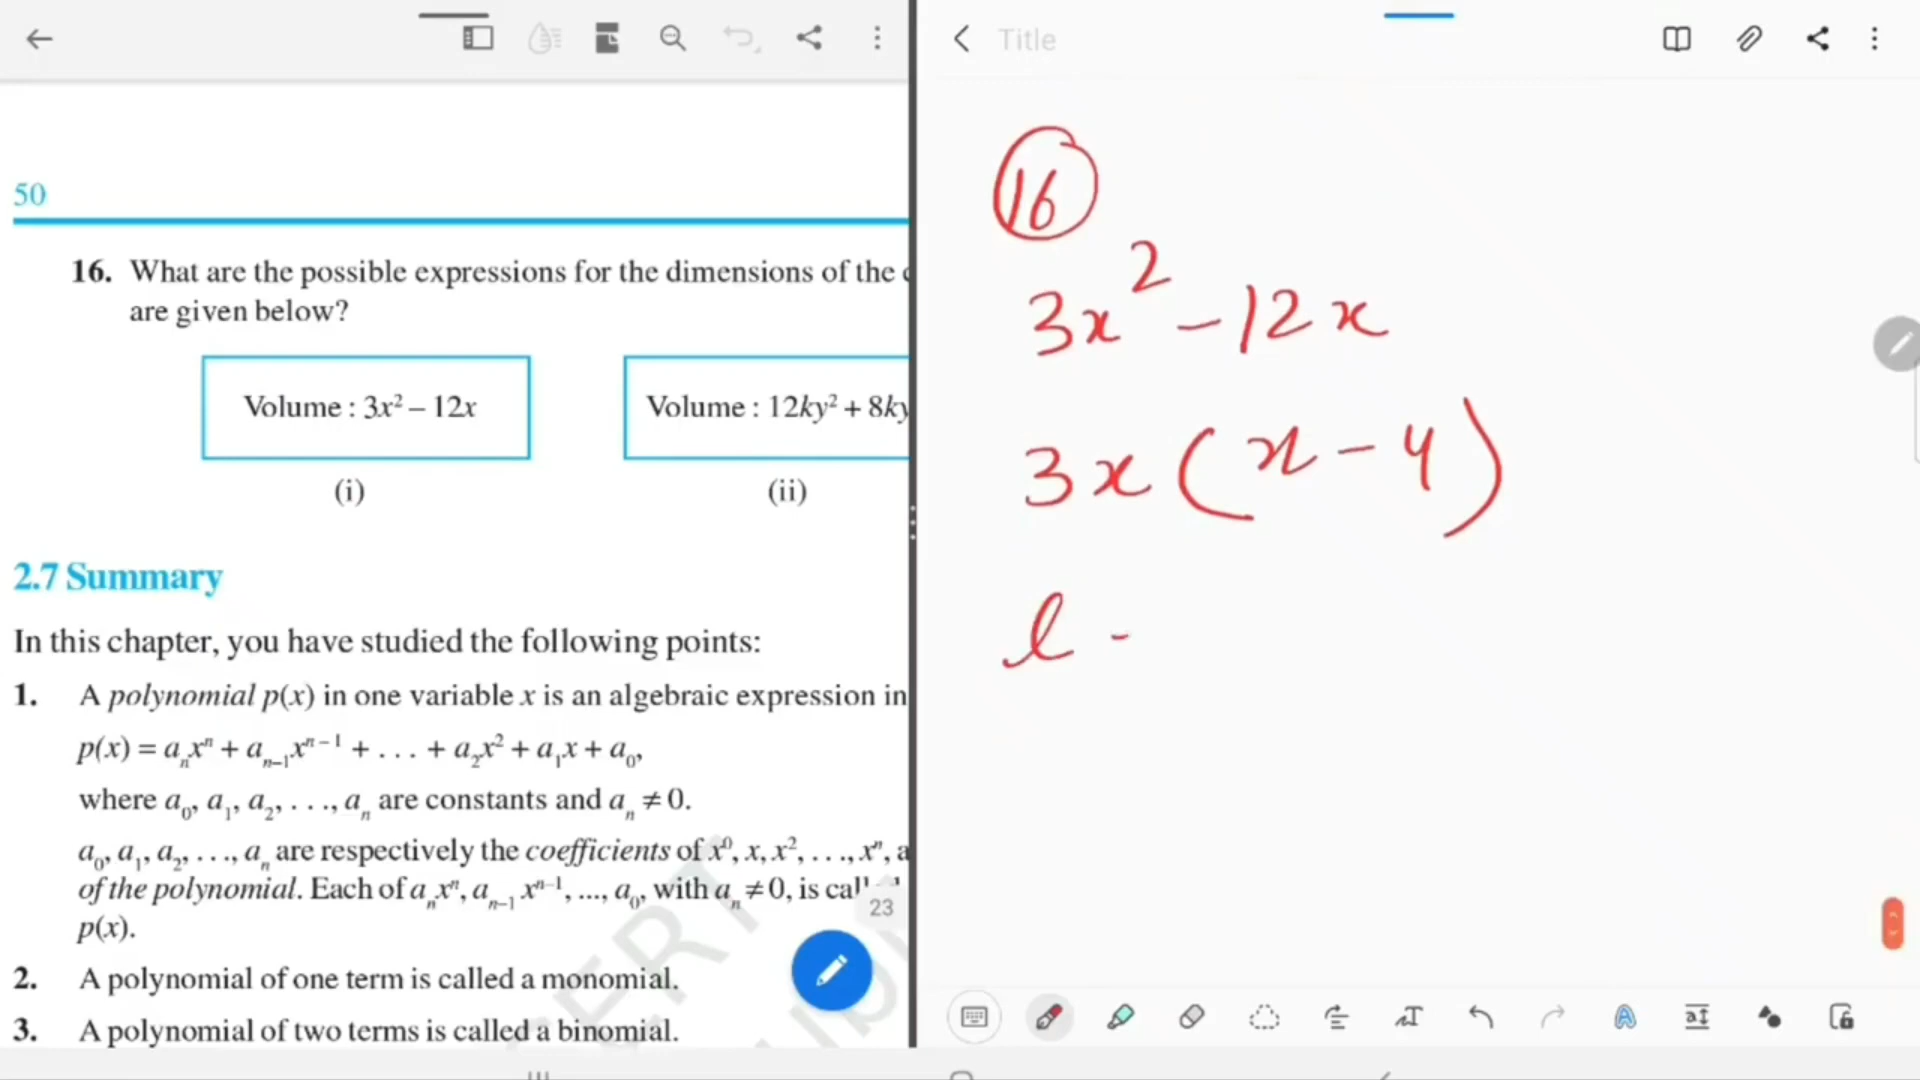 50
16. What are the possible expressions for the dimensions of the
are given below?
Volume : 3x² – 12x
Volume : 12ky² + 8ky
(i)
(ii)
2.7 Summary
In this chapter, you have studied the following points:
1. A polynomial p(x) in one variable x is an algebraic expression in
p(x) = aₙxⁿ + aₙ₋₁xⁿ⁻¹ + . . . + a₂x² + a₁x + a₀,
where a₀, a₁, a₂, . . ., aₙ are constants and aₙ ≠ 0.
a₀, a₁, a₂, . . ., aₙ are respectively the coefficients of x⁰, x, x², . . ., xⁿ, a
of the polynomial. Each of aₙxⁿ, aₙ₋₁ xⁿ⁻¹, ..., a₀, with aₙ ≠ 0, is call
p(x).
23
2. A polynomial of one term is called a monomial.
3. A polynomial of two terms is called a binomial.
Title
16
3x² - 12x
3x (x - 4)
l -